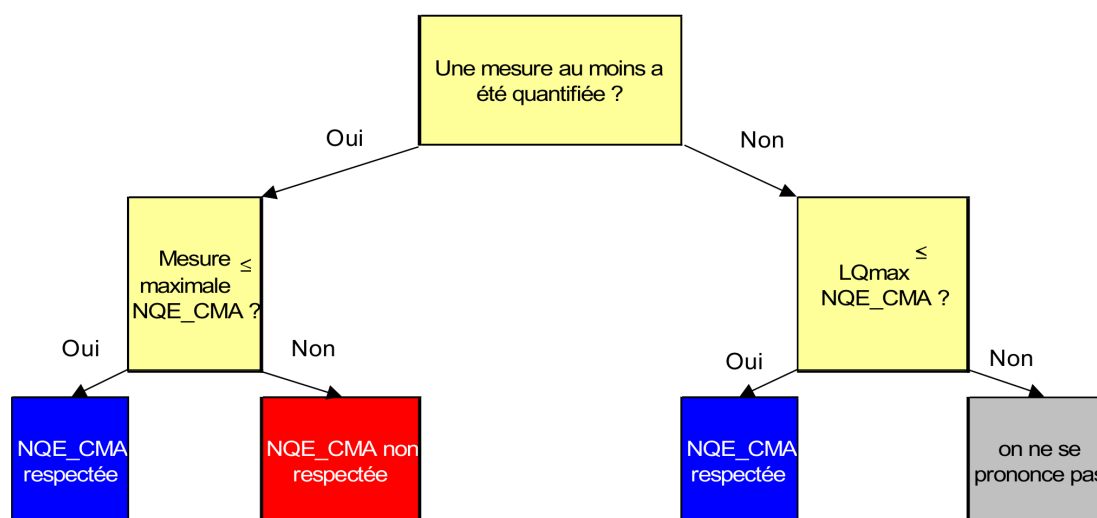 Une mesure au moins a
été quantifiée ?
Oui
Non
Mesure ≤
maximale
NQE_CMA ?
≤
LQmax
NQE_CMA ?
Oui
Non
Oui
Non
NQE_CMA
respectée
NQE_CMA non
respectée
NQE_CMA
respectée
on ne se
prononce pas